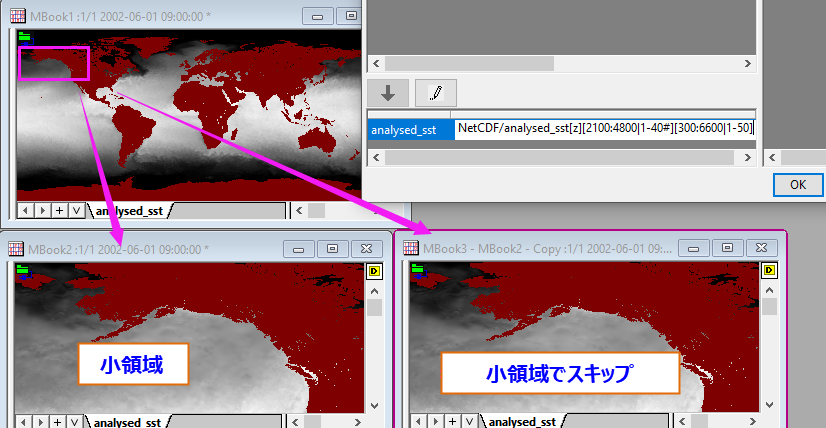 MBook1 :1/1 2002-06-01 09:00:00 *
analysed_sst
NetCDF/analysed_sst[z][2100:4800|1-40#][300:6600|1-50]
OK
analysed_sst
MBook2 :1/1 2002-06-01 09:00:00 *
小領域
analysed_sst
MBook3 - MBook2 - Copy :1/1 2002-06-01 09:...
小領域でスキップ
analysed_sst